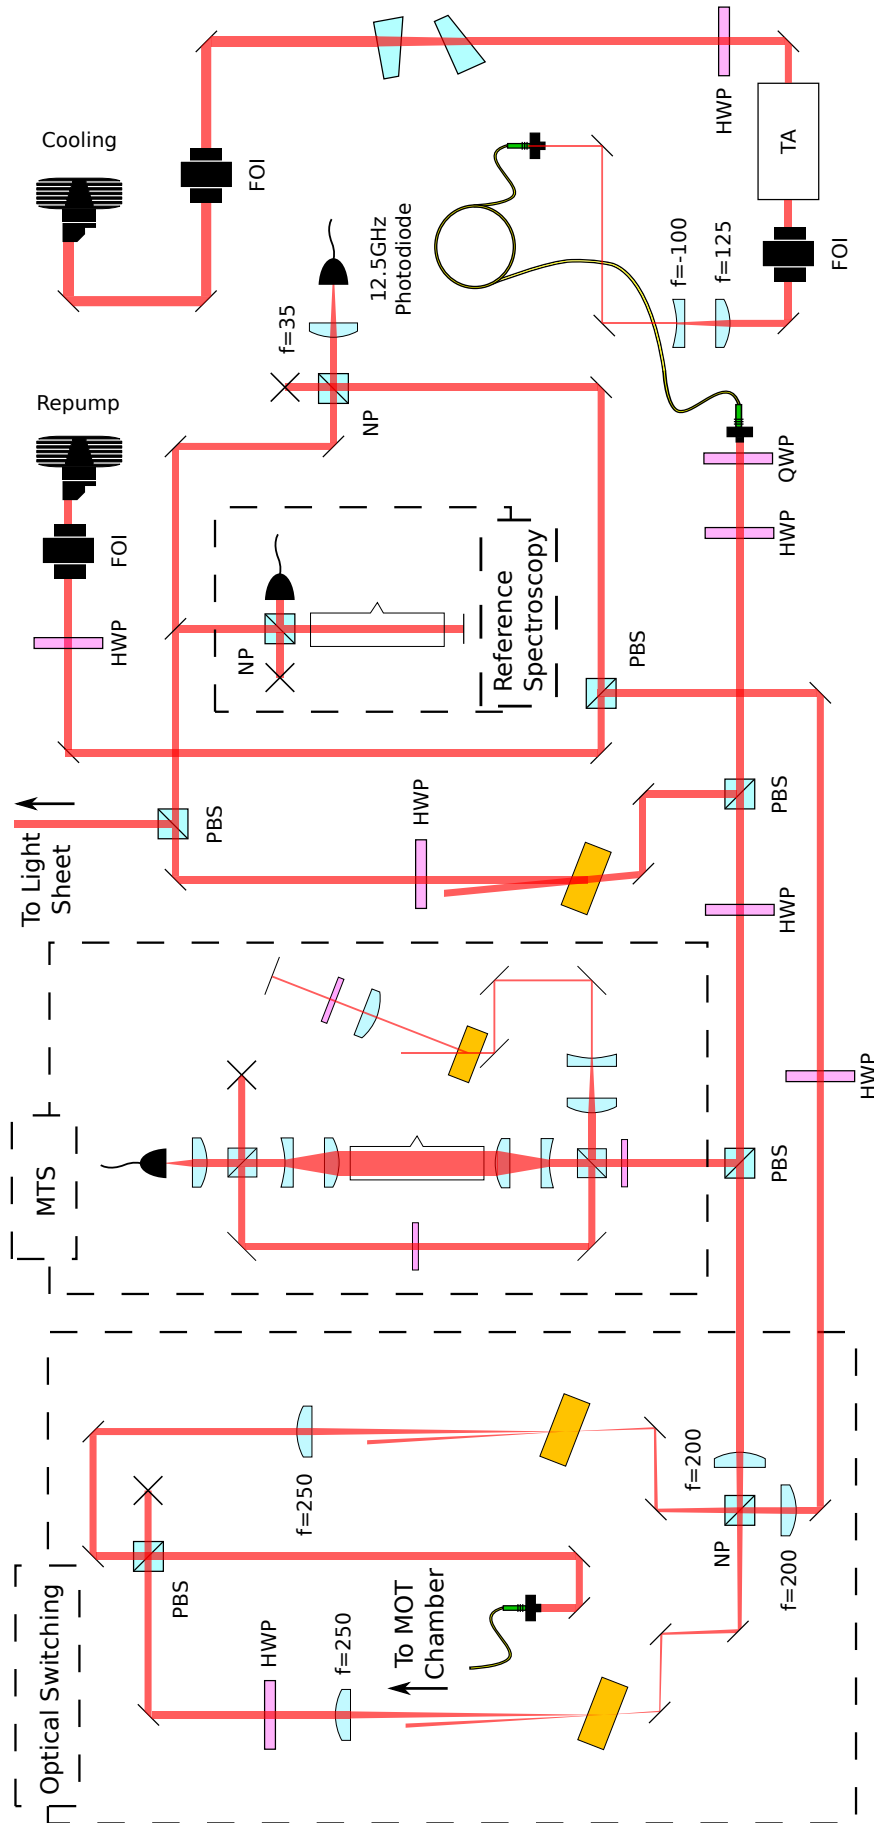 Cooling
FOI
HWP
TA
12.5GHz
Photodiode
f=-100
f=125
FOI
f=35
Repump
NP
QWP
FOI
HWP
HWP
Reference
Spectroscopy
NP
PBS
To Light
Sheet
PBS
HWP
PBS
HWP
HWP
MTS
PBS
f=200
f=250
NP
f=200
Optical Switching
PBS
HWP
f=250
To MOT
Chamber